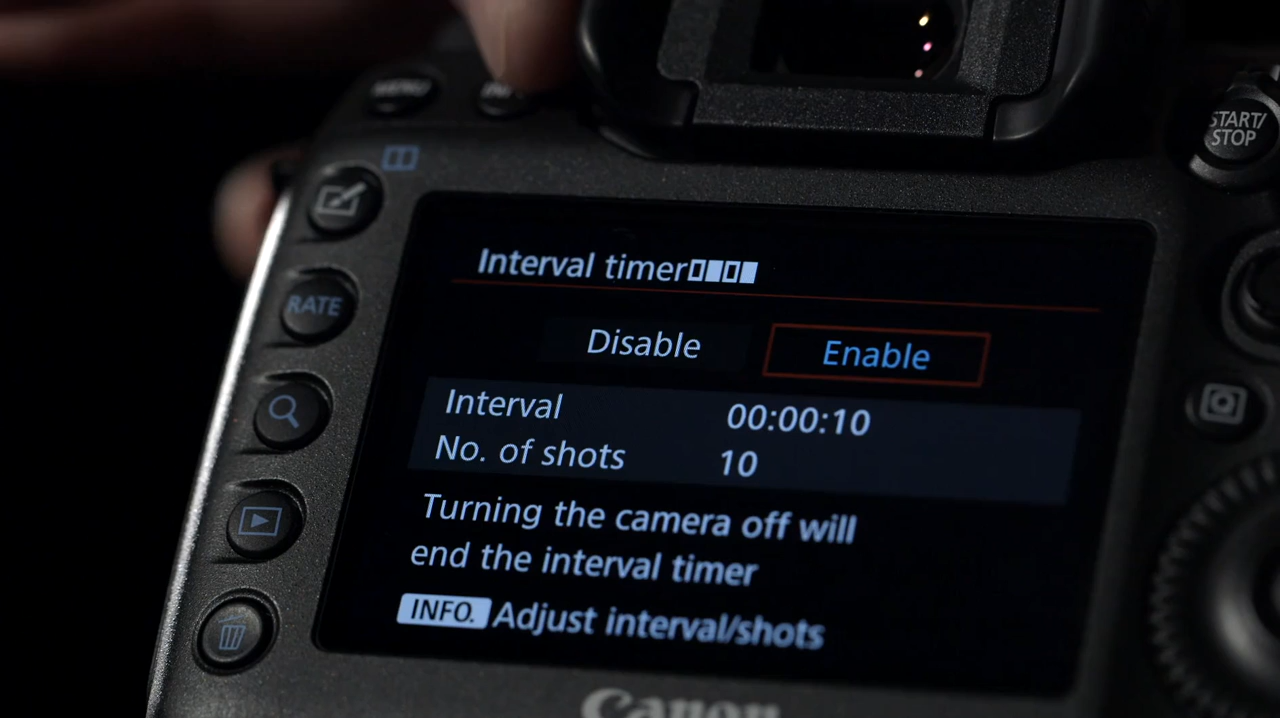 MENU
START/
STOP
RATE
Interval timer
Disable Enable
Interval 00:00:10
No. of shots 10
Turning the camera off will
end the interval timer
INFO. Adjust interval/shots
Canon